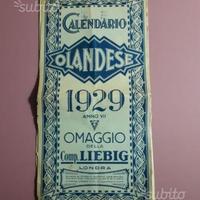 subito
CALENDARIO
OLANDESE
1929
ANNO VII
OMAGGIO
DELLA
Comp. LIEBIG
LONDRA
subito